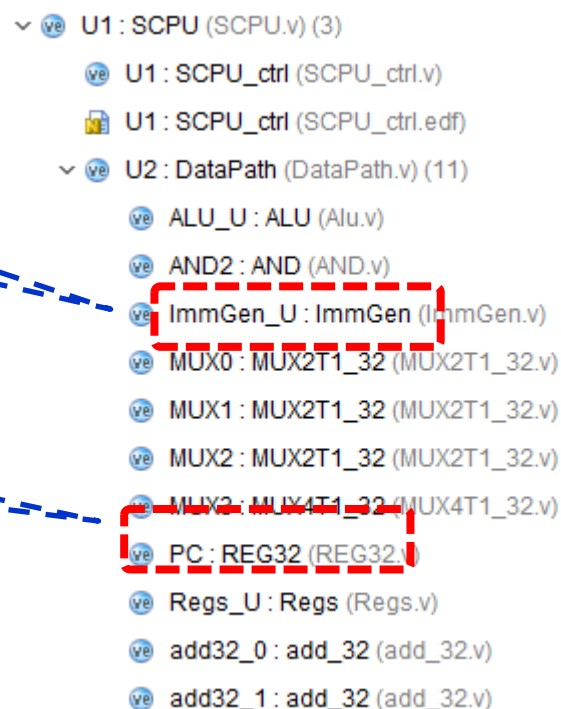 U1 : SCPU (SCPU.v) (3)
U1 : SCPU_ctrl (SCPU_ctrl.v)
U1 : SCPU_ctrl (SCPU_ctrl.edf)
U2 : DataPath (DataPath.v) (11)
ALU_U : ALU (Alu.v)
AND2 : AND (AND.v)
ImmGen_U : ImmGen (ImmGen.v)
MUX0 : MUX2T1_32 (MUX2T1_32.v)
MUX1 : MUX2T1_32 (MUX2T1_32.v)
MUX2 : MUX2T1_32 (MUX2T1_32.v)
MUX3 : MUX4T1_32 (MUX4T1_32.v)
PC : REG32 (REG32.v)
Regs_U : Regs (Regs.v)
add32_0 : add_32 (add_32.v)
add32_1 : add_32 (add_32.v)